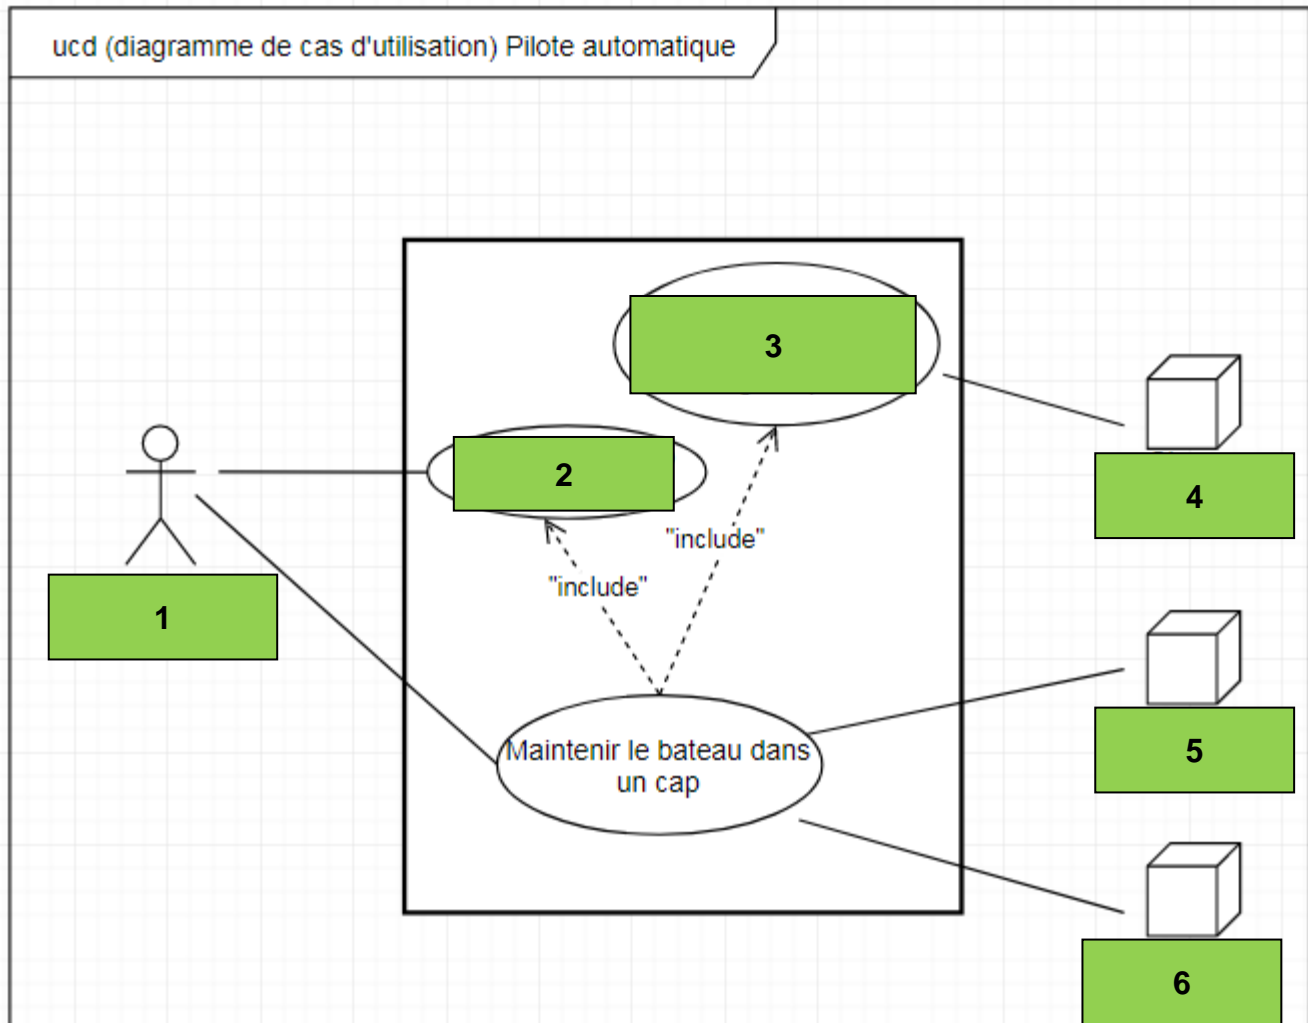 ucd (diagramme de cas d'utilisation) Pilote automatique
3
4
2
"include"
"include"
1
5
Maintenir le bateau dans
un cap
6